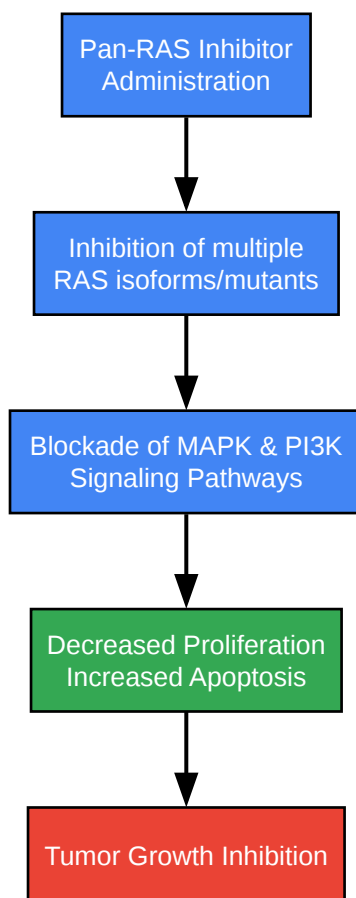 Pan-RAS Inhibitor
Administration
Inhibition of multiple
RAS isoforms/mutants
Blockade of MAPK & PI3K
Signaling Pathways
Decreased Proliferation
Increased Apoptosis
Tumor Growth Inhibition